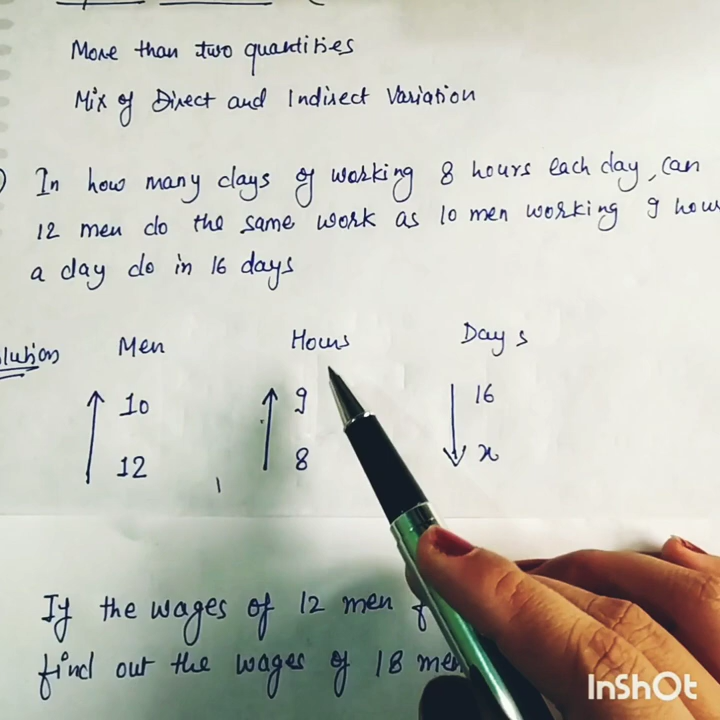 More than two quantities
Mix of Direct and Indirect Variation
In how many days of working 8 hours each day, can
12 men do the same work as 10 men working 9
a day do in 16 days
Men Hours Days
10 9 16
12 8 x
If the wages of 12 men
find out the wages of 18 men
InShOt